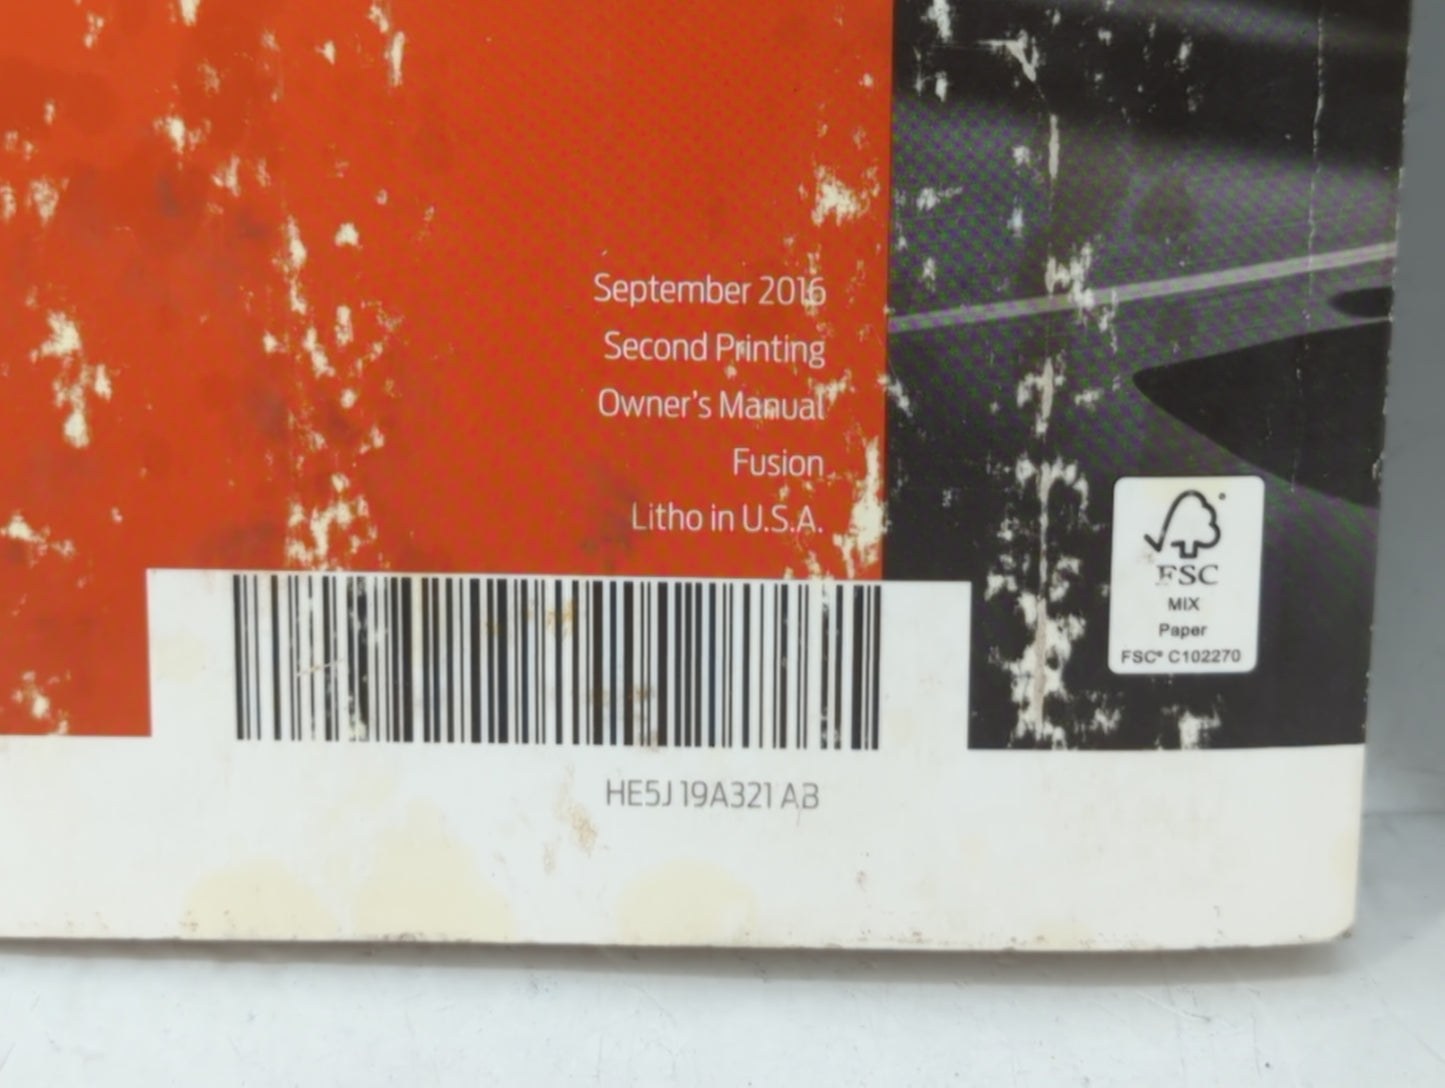 September 2016
Second Printing
Owner's Manual
Fusion
Litho in U.S.A.
FSC
MIX
Paper
FSC® C102270
HE5J 19A321 AB